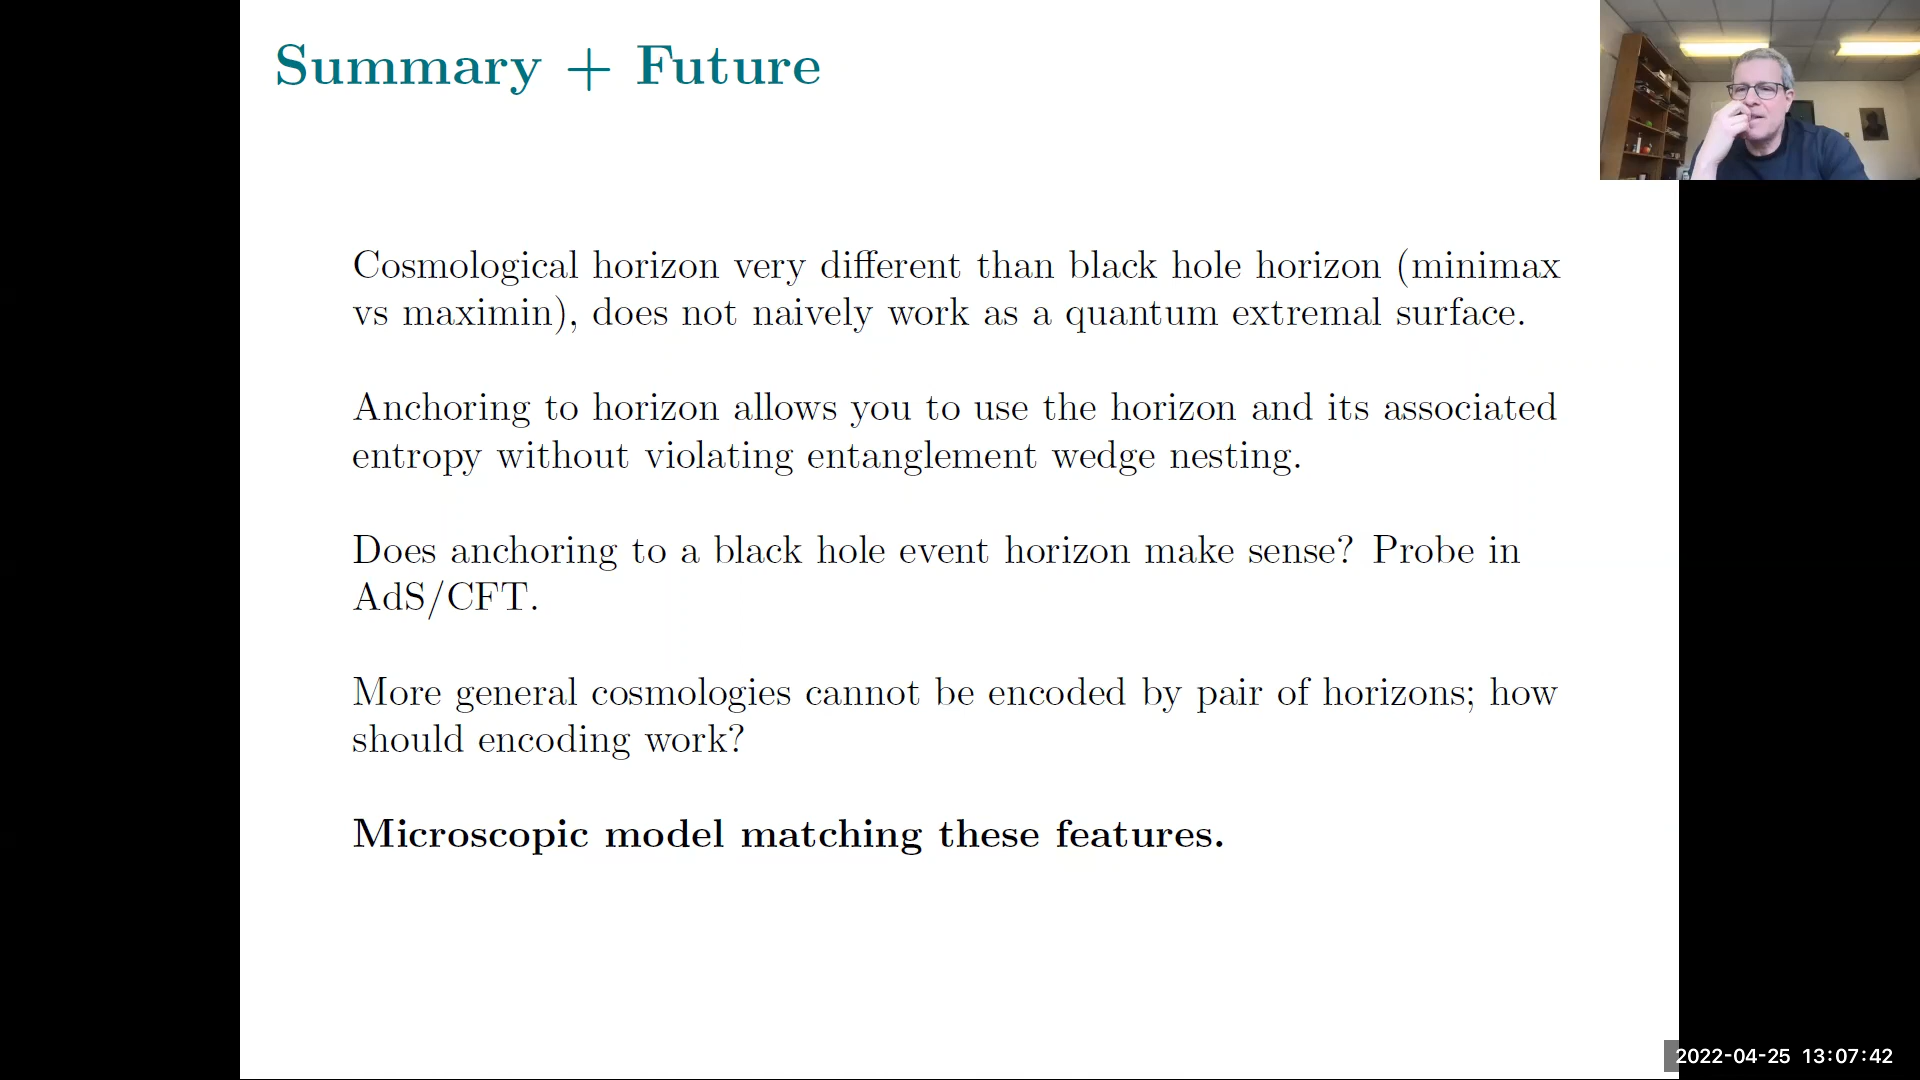 Summary + Future
Cosmological horizon very different than black hole horizon (minimax
vs maximin), does not naively work as a quantum extremal surface.
Anchoring to horizon allows you to use the horizon and its associated
entropy without violating entanglement wedge nesting.
Does anchoring to a black hole event horizon make sense? Probe in
AdS/CFT.
More general cosmologies cannot be encoded by pair of horizons; how
should encoding work?
Microscopic model matching these features.
2022-04-25 13:07:42